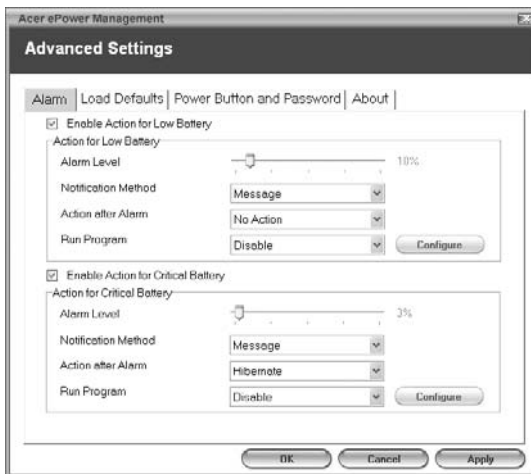 Acer ePower Management
Advanced Settings
Alarm Load Defaults Power Button and Password About
Enable Action for Low Battery
Action for Low Battery
Alarm Level 10%
Notification Method Message
Action after Alarm No Action
Run Program Disable Configure
Enable Action for Critical Battery
Action for Critical Battery
Alarm Level 3%
Notification Method Message
Action after Alarm Hibernate
Run Program Disable Configure
OK Cancel Apply